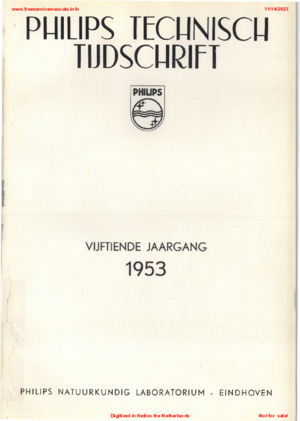 www.freeservicemanuals.info 11/14/2023
PHILIPS TECHNISCH
TIJDSCHRIFT
PHILIPS
VIJFTIENDE JAARGANG
1953
PHILIPS NATUURKUNDIG LABORATORIUM - EINDHOVEN
Digitized in Heiloo the Netherlands Not for sale!